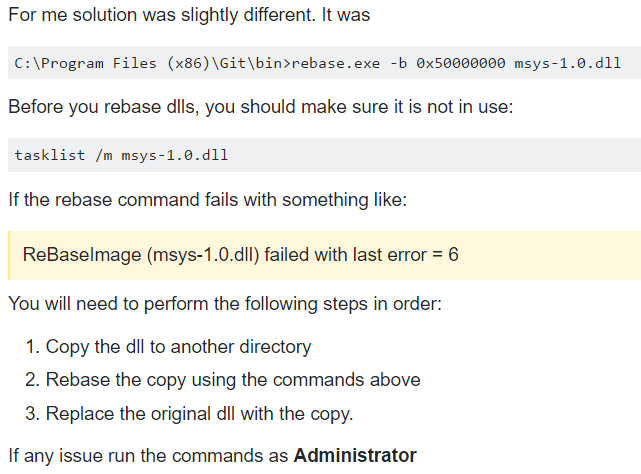 For me solution was slightly different. It was
C:\Program Files (x86)\Git\bin>rebase.exe -b 0x50000000 msys-1.0.dll
Before you rebase dlls, you should make sure it is not in use:
tasklist /m msys-1.0.dll
If the rebase command fails with something like:
ReBaseImage (msys-1.0.dll) failed with last error = 6
You will need to perform the following steps in order:
1. Copy the dll to another directory
2. Rebase the copy using the commands above
3. Replace the original dll with the copy.
If any issue run the commands as Administrator